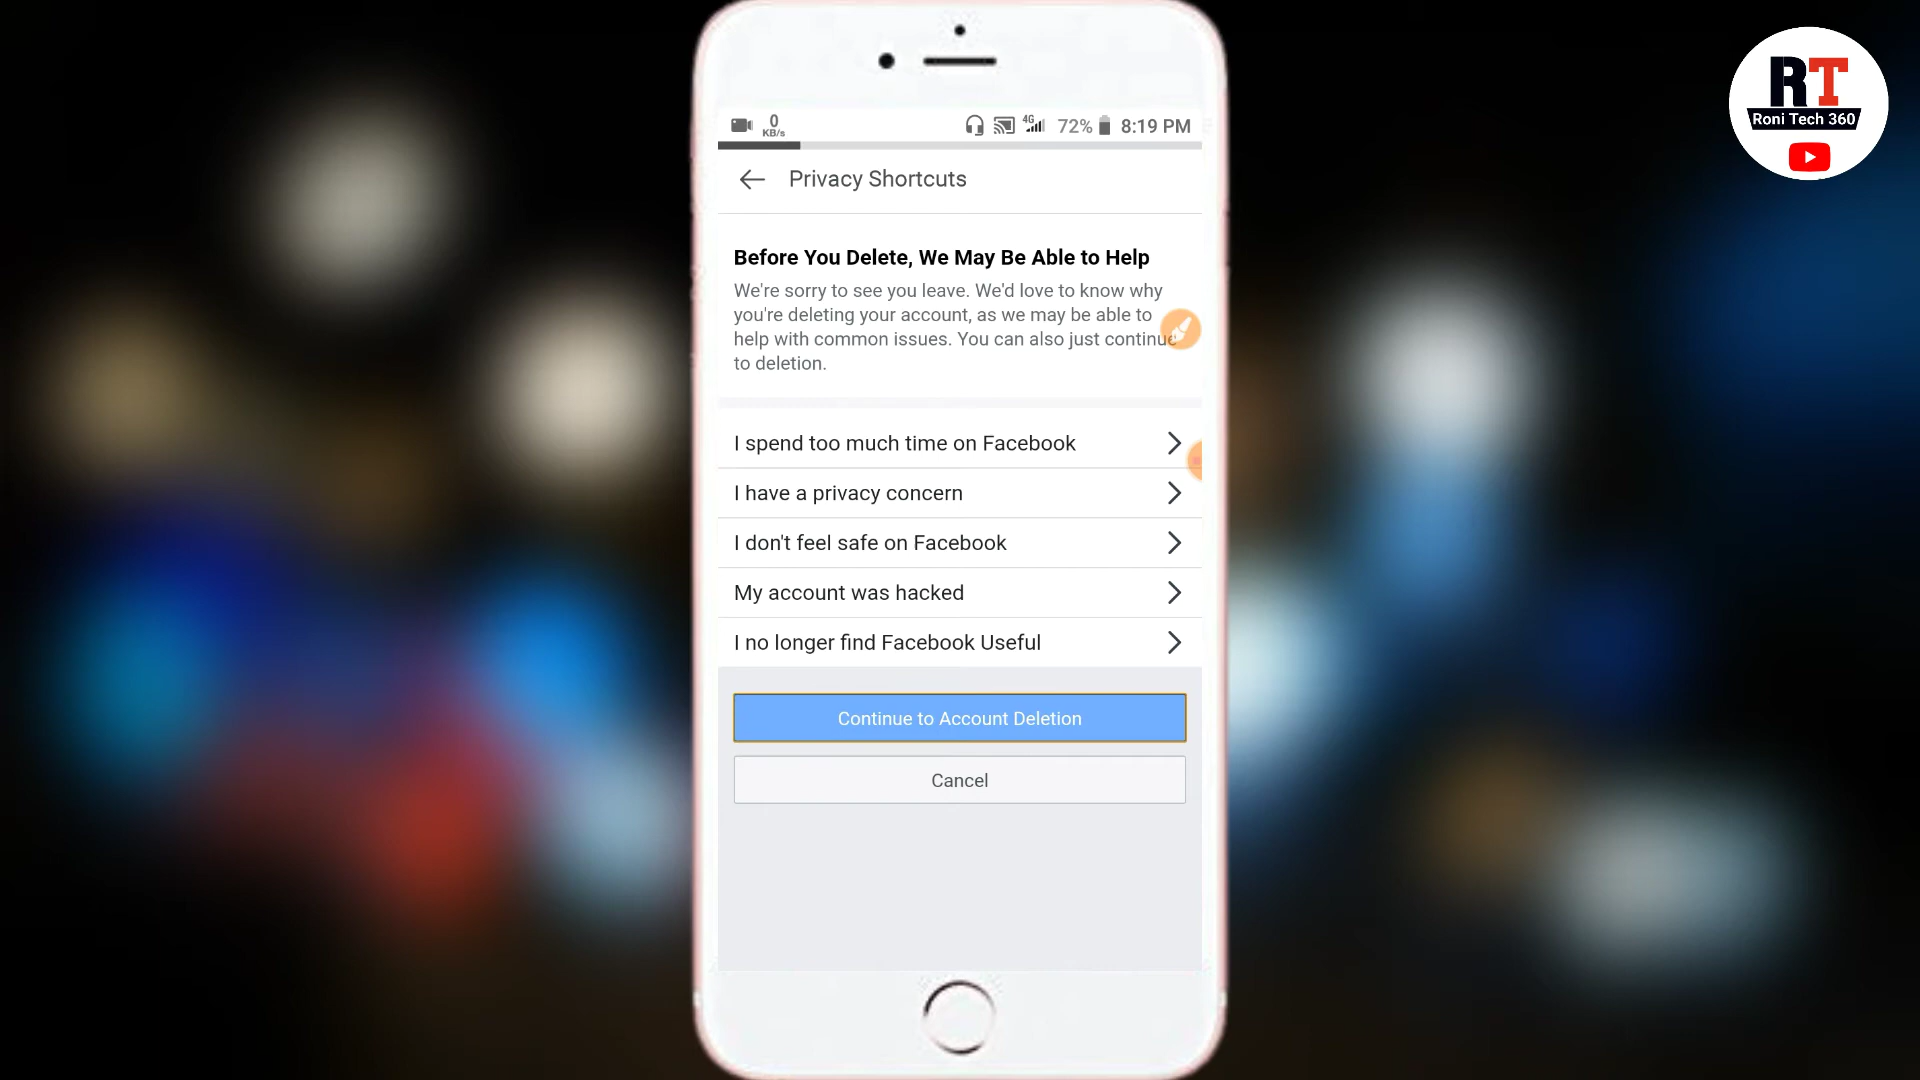 RT
Roni Tech 360
0
KB/s
4G
72%
8:19 PM
Privacy Shortcuts
Before You Delete, We May Be Able to Help
We're sorry to see you leave. We'd love to know why
you're deleting your account, as we may be able to
help with common issues. You can also just continue
to deletion.
I spend too much time on Facebook
I have a privacy concern
I don't feel safe on Facebook
My account was hacked
I no longer find Facebook Useful
Continue to Account Deletion
Cancel